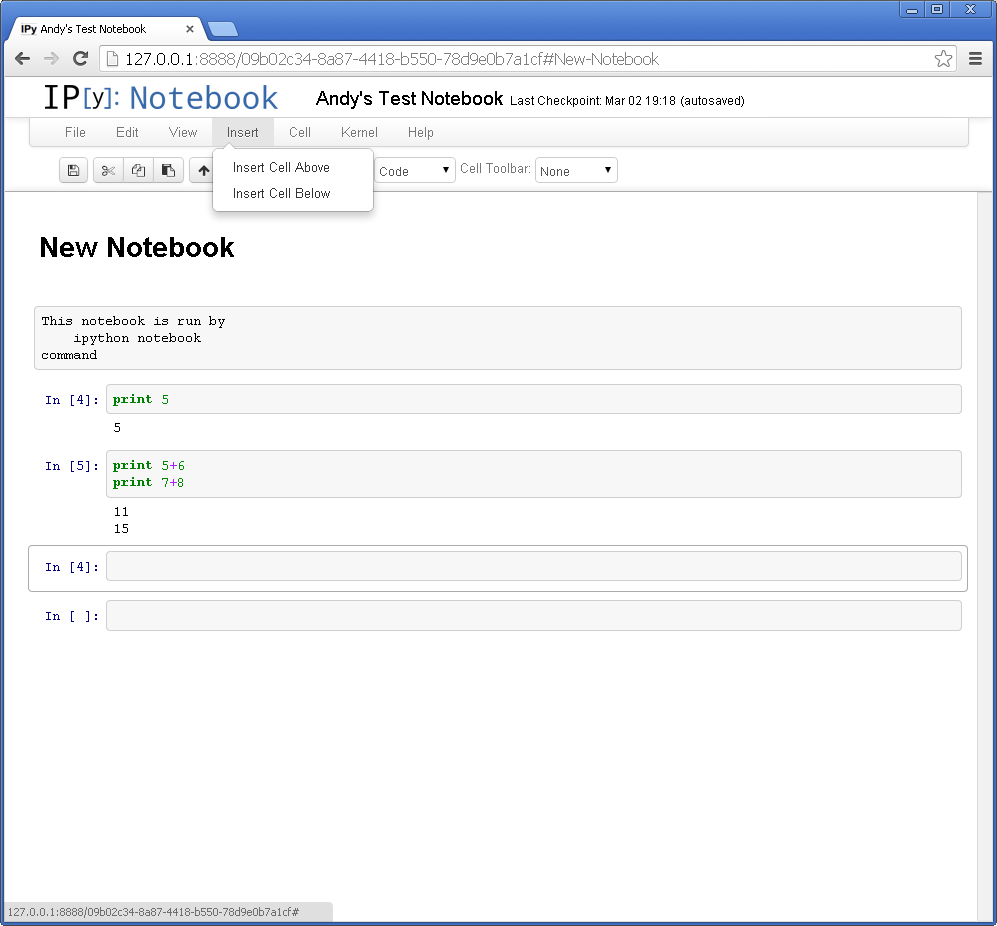 IPy Andy's Test Notebook
127.0.0.1:8888/09b02c34-8a87-4418-b550-78d9e0b7a1cf#New-Notebook
IP[y]: Notebook Andy's Test Notebook Last Checkpoint: Mar 02 19:18 (autosaved)
File Edit View Insert Cell Kernel Help
Insert Cell Above
Insert Cell Below
Code Cell Toolbar: None
New Notebook
This notebook is run by
    ipython notebook
command
In [4]: print 5
5
In [5]: print 5+6
print 7+8
11
15
In [4]:
In [ ]:
127.0.0.1:8888/09b02c34-8a87-4418-b550-78d9e0b7a1cf#